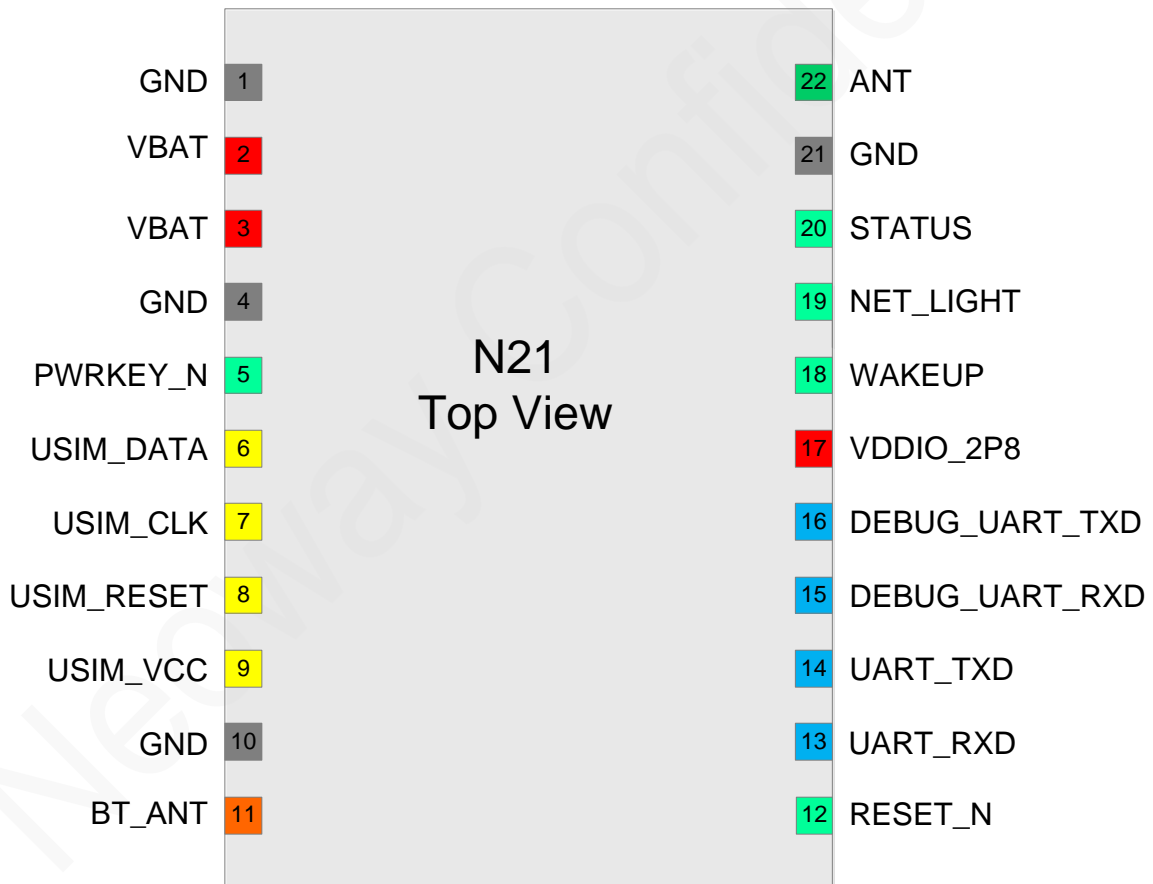 GND 1
VBAT 2
VBAT 3
GND 4
PWRKEY_N 5
USIM_DATA 6
USIM_CLK 7
USIM_RESET 8
USIM_VCC 9
GND 10
BT_ANT 11
N21
Top View
22 ANT
21 GND
20 STATUS
19 NET_LIGHT
18 WAKEUP
17 VDDIO_2P8
16 DEBUG_UART_TXD
15 DEBUG_UART_RXD
14 UART_TXD
13 UART_RXD
12 RESET_N
Neoway Confide